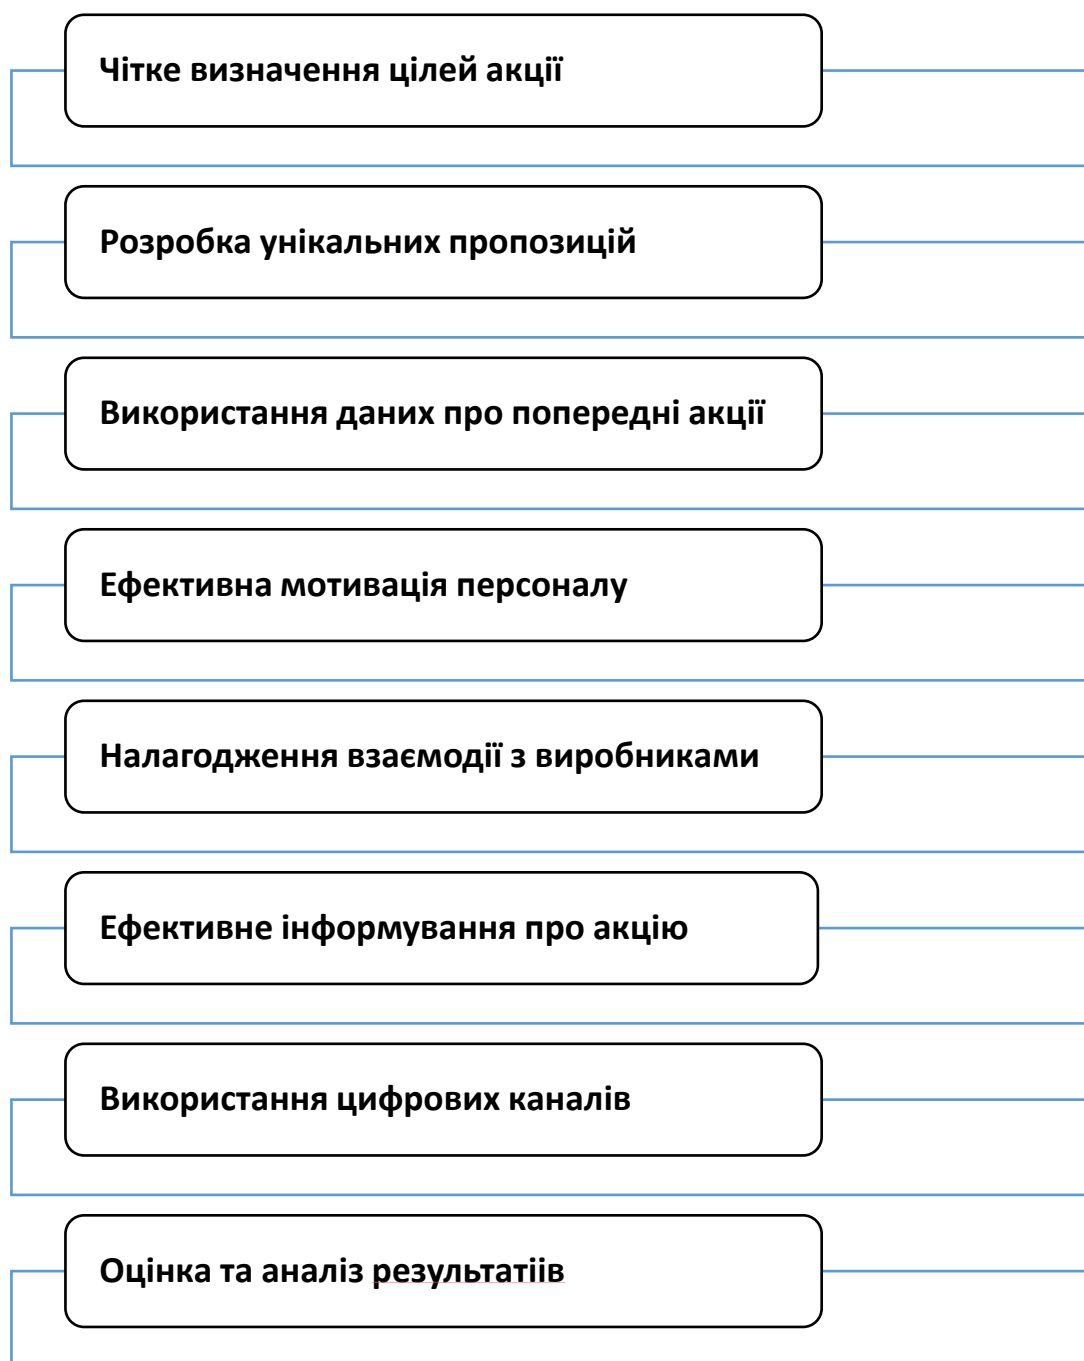 Чітке визначення цілей акції
Розробка унікальних пропозицій
Використання даних про попередні акції
Ефективна мотивація персоналу
Налагодження взаємодії з виробниками
Ефективне інформування про акцію
Використання цифрових каналів
Оцінка та аналіз результатіів